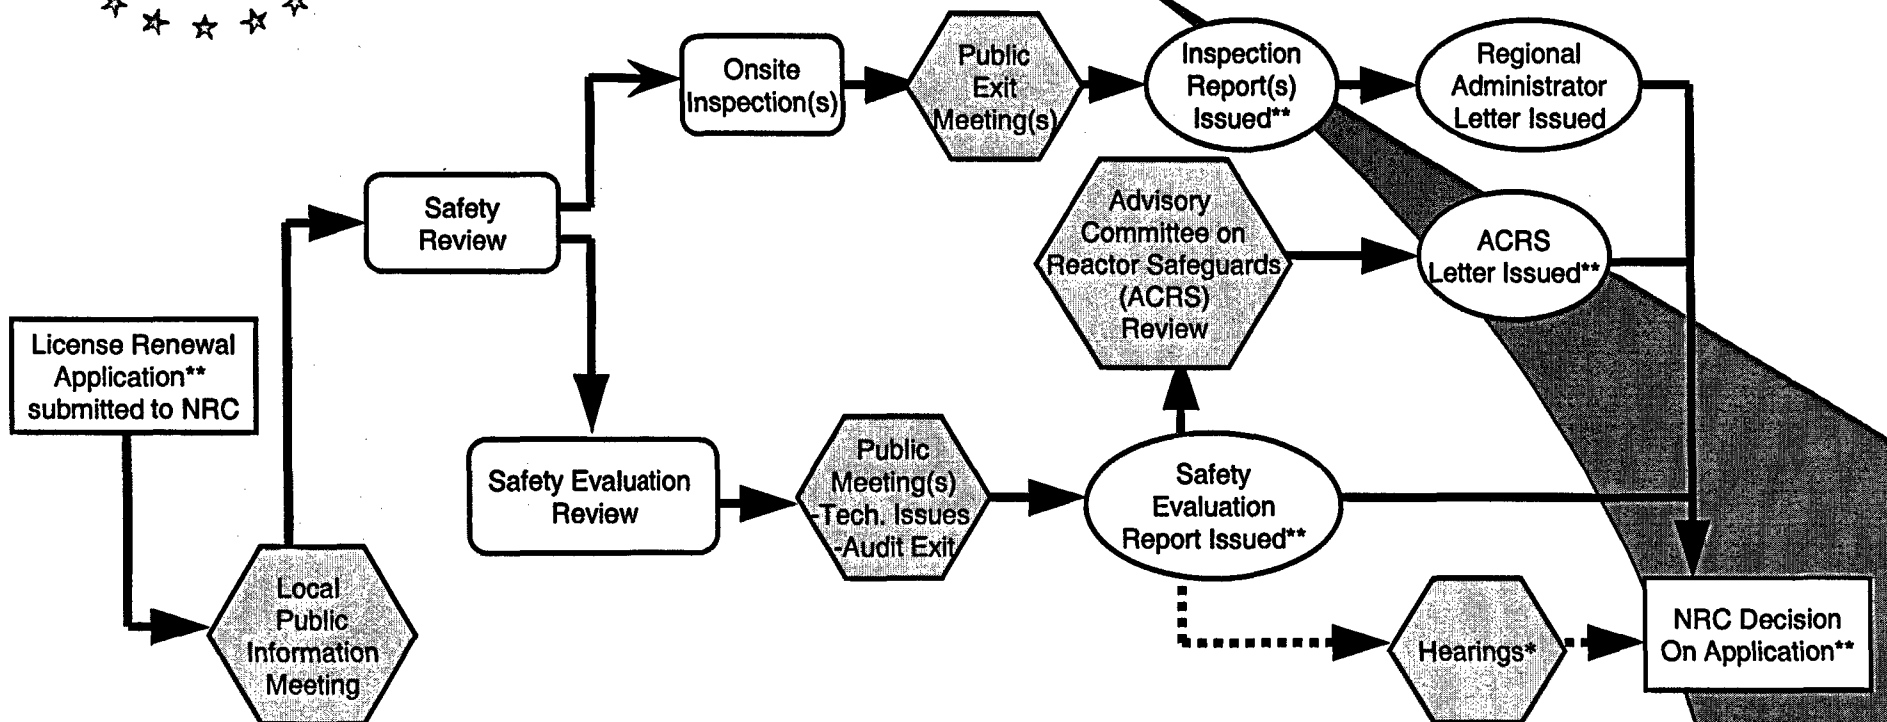 Onsite
Inspection(s)
Public
Exit
Meeting(s)
Inspection
Report(s)
Issued**
Regional
Administrator
Letter Issued
Safety
Review
Advisory
Committee on
Reactor Safeguards
(ACRS)
Review
ACRS
Letter Issued**
License Renewal
Application**
submitted to NRC
Safety Evaluation
Review
Public
Meeting(s)
-Tech. Issues
-Audit Exit
Safety
Evaluation
Report Issued**
Local
Public
Information
Meeting
Hearings*
NRC Decision
On Application**